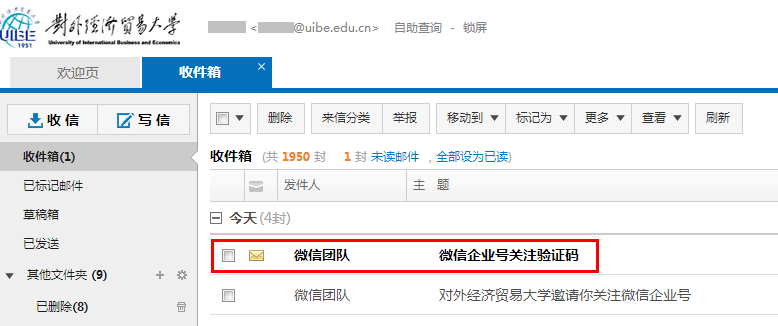 對外經濟貿易大學
UIBE
1951
University of International Business and Economics
@uibe.edu.cn> 自助查询 - 锁屏
欢迎页 收件箱 ×
收信 写信
删除 来信分类 举报 移动到 标记为 更多 查看 刷新
收件箱(1)
收件箱 (共 1950 封 1 封 未读邮件 ,全部设为已读)
已标记邮件
发件人 主 题
草稿箱
今天(4封)
已发送
微信团队 微信企业号关注验证码
其他文件夹 (9)
微信团队 对外经济贸易大学邀请你关注微信企业号
已删除(8)